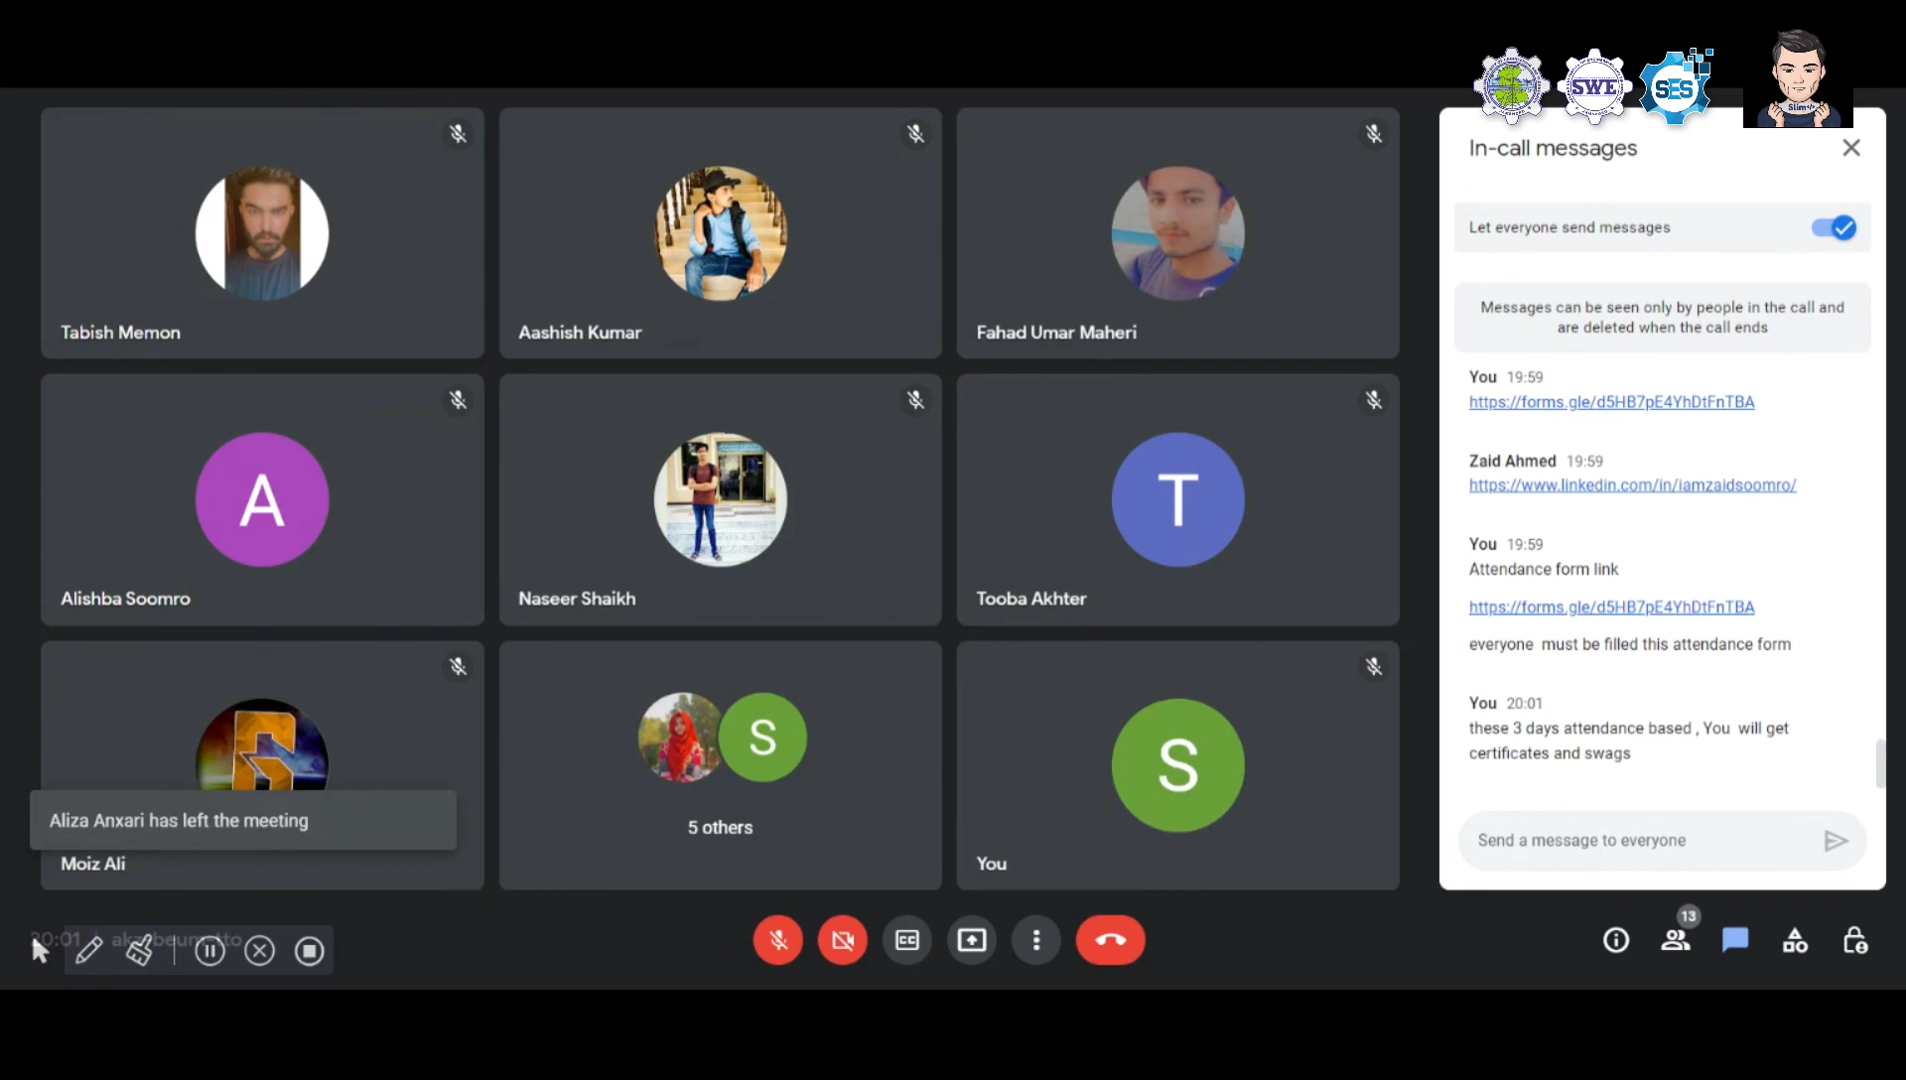 SWE
SES
Slim</>
In-call messages
Let everyone send messages
Messages can be seen only by people in the call and
are deleted when the call ends
You 19:59
https://forms.gle/d5HB7pE4YhDtFnTBA
Zaid Ahmed 19:59
https://www.linkedin.com/in/iamzaidsoomro/
You 19:59
Attendance form link
https://forms.gle/d5HB7pE4YhDtFnTBA
everyone  must be filled this attendance form
You 20:01
these 3 days attendance based , You  will get
certificates and swags
Send a message to everyone
Tabish Memon
Aashish Kumar
Fahad Umar Maheri
A
Alishba Soomro
Naseer Shaikh
T
Tooba Akhter
Aliza Anxari has left the meeting
Moiz Ali
S
5 others
S
You
20:01
CC
13